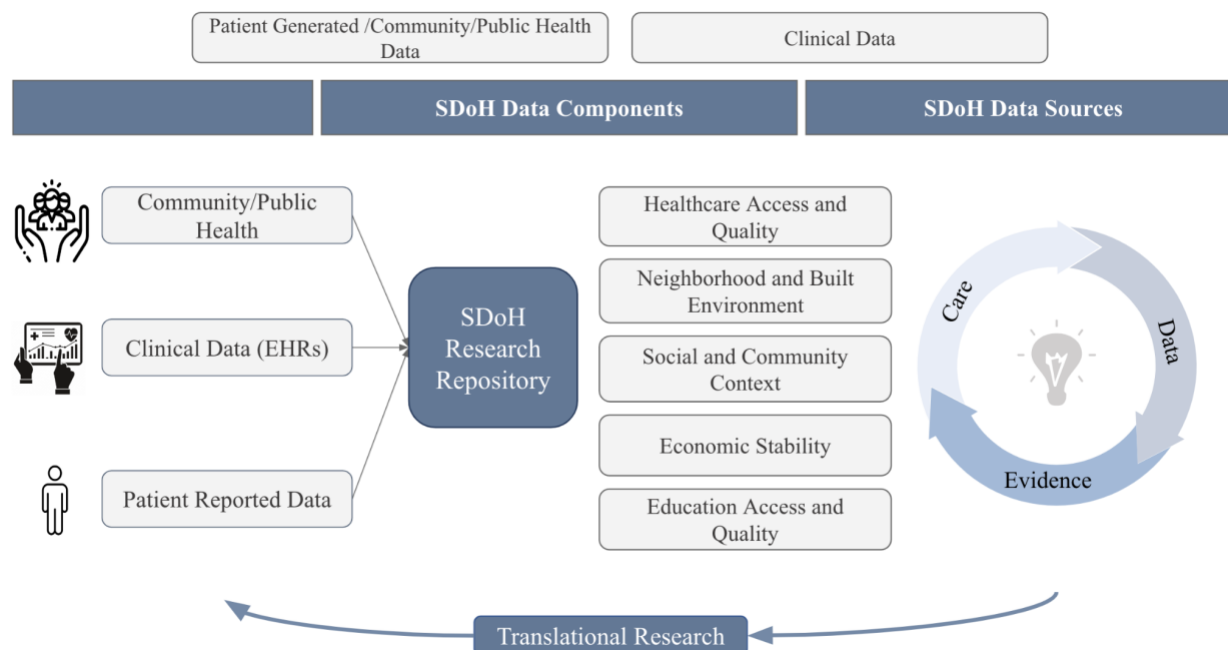 Patient Generated /Community/Public Health
Data
Clinical Data
SDoH Data Components
SDoH Data Sources
Community/Public
Health
Clinical Data (EHRs)
Patient Reported Data
SDoH
Research
Repository
Healthcare Access and
Quality
Neighborhood and Built
Environment
Social and Community
Context
Economic Stability
Education Access and
Quality
Care
Data
Evidence
Translational Research